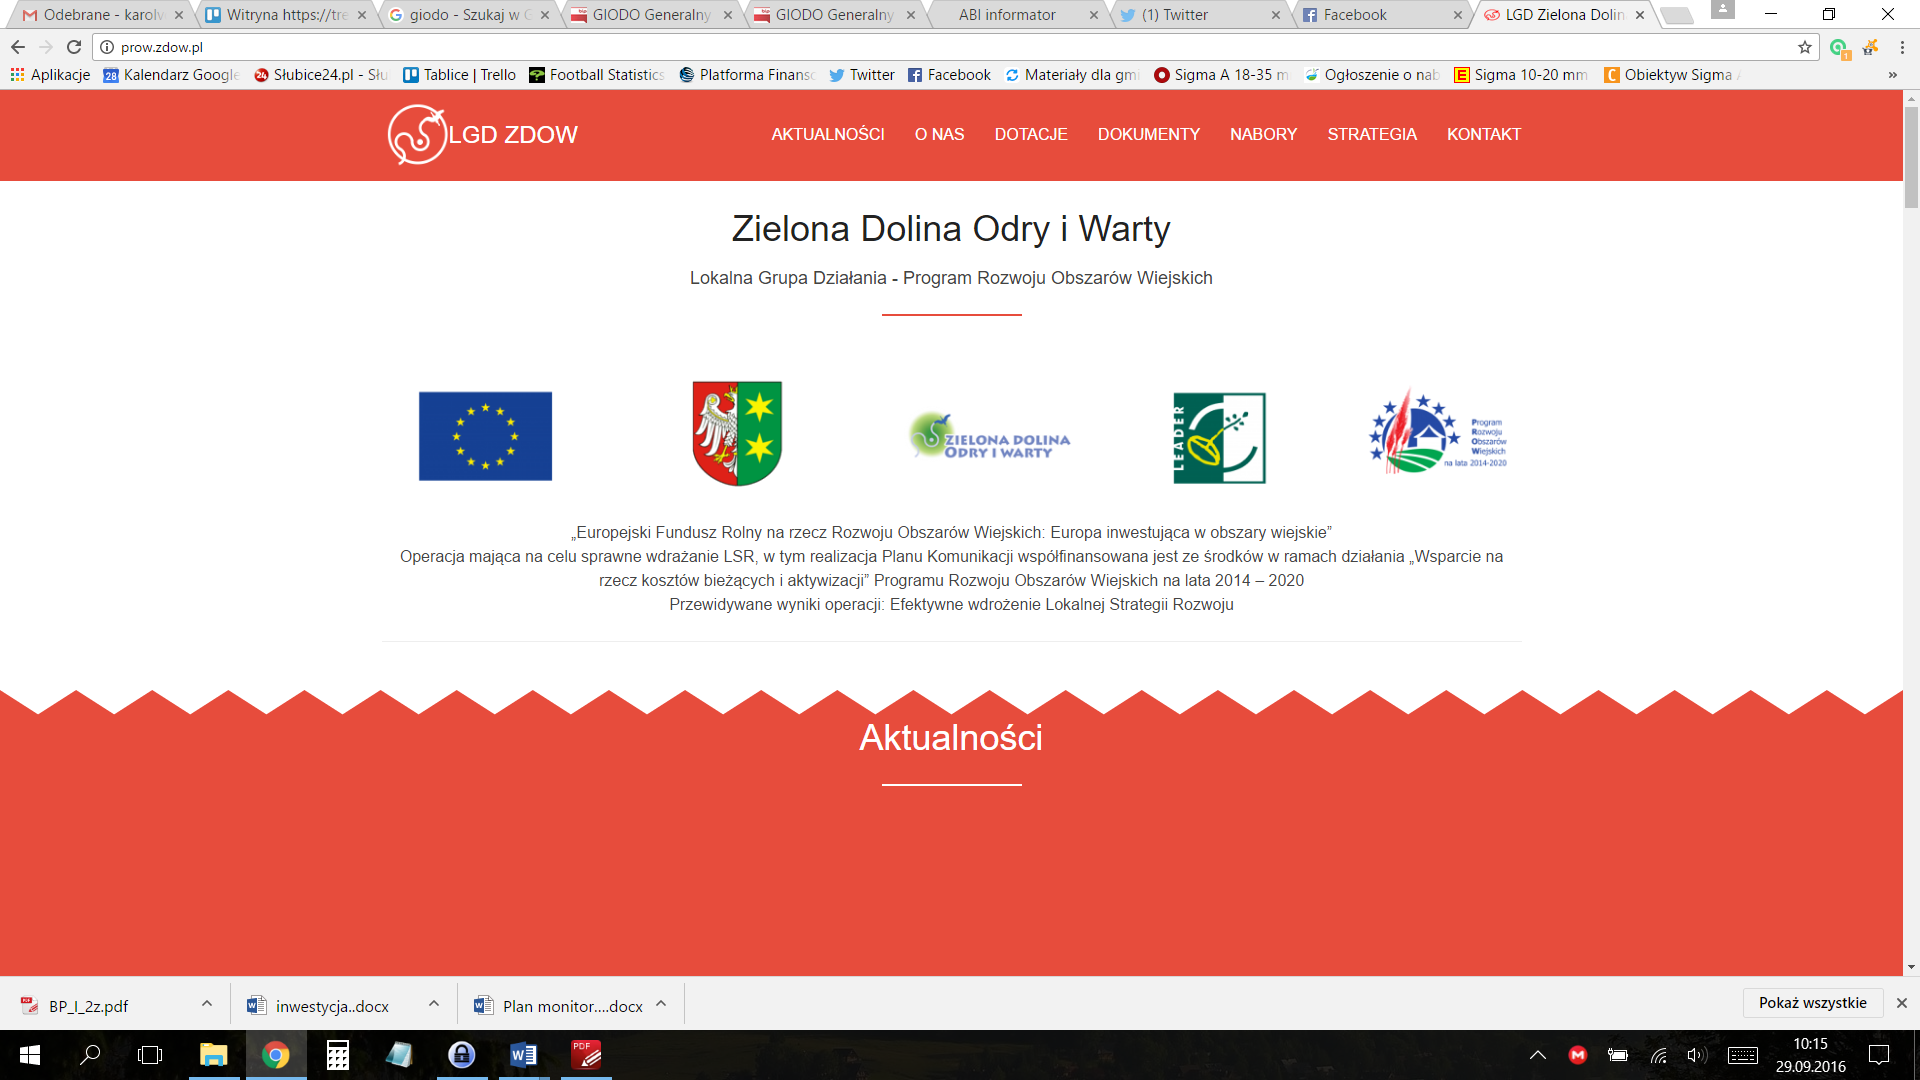 Odebrane - karolw
Witryna https://tre
giodo - Szukaj w G
GIODO Generalny
GIODO Generalny
ABI informator
(1) Twitter
Facebook
LGD Zielona Dolin
prow.zdow.pl
Aplikacje
28 Kalendarz Google
24 Słubice24.pl - Słu
Tablice | Trello
Football Statistics
Platforma Finanso
Twitter
Facebook
Materiały dla gmi
Sigma A 18-35 m
Ogłoszenie o nab
E Sigma 10-20 mm
C Obiektyw Sigma A
»
LGD ZDOW
AKTUALNOŚCI
O NAS
DOTACJE
DOKUMENTY
NABORY
STRATEGIA
KONTAKT
Zielona Dolina Odry i Warty
Lokalna Grupa Działania - Program Rozwoju Obszarów Wiejskich
ZIELONA DOLINA
ODRY I WARTY
LEADER
Program
Rozwoju
Obszarów
Wiejskich
na lata 2014-2020
„Europejski Fundusz Rolny na rzecz Rozwoju Obszarów Wiejskich: Europa inwestująca w obszary wiejskie”
Operacja mająca na celu sprawne wdrażanie LSR, w tym realizacja Planu Komunikacji współfinansowana jest ze środków w ramach działania „Wsparcie na
rzecz kosztów bieżących i aktywizacji” Programu Rozwoju Obszarów Wiejskich na lata 2014 – 2020
Przewidywane wyniki operacji: Efektywne wdrożenie Lokalnej Strategii Rozwoju
Aktualności
BP_I_2z.pdf
inwestycja..docx
Plan monitor....docx
Pokaż wszystkie
PDF
M
10:15
29.09.2016